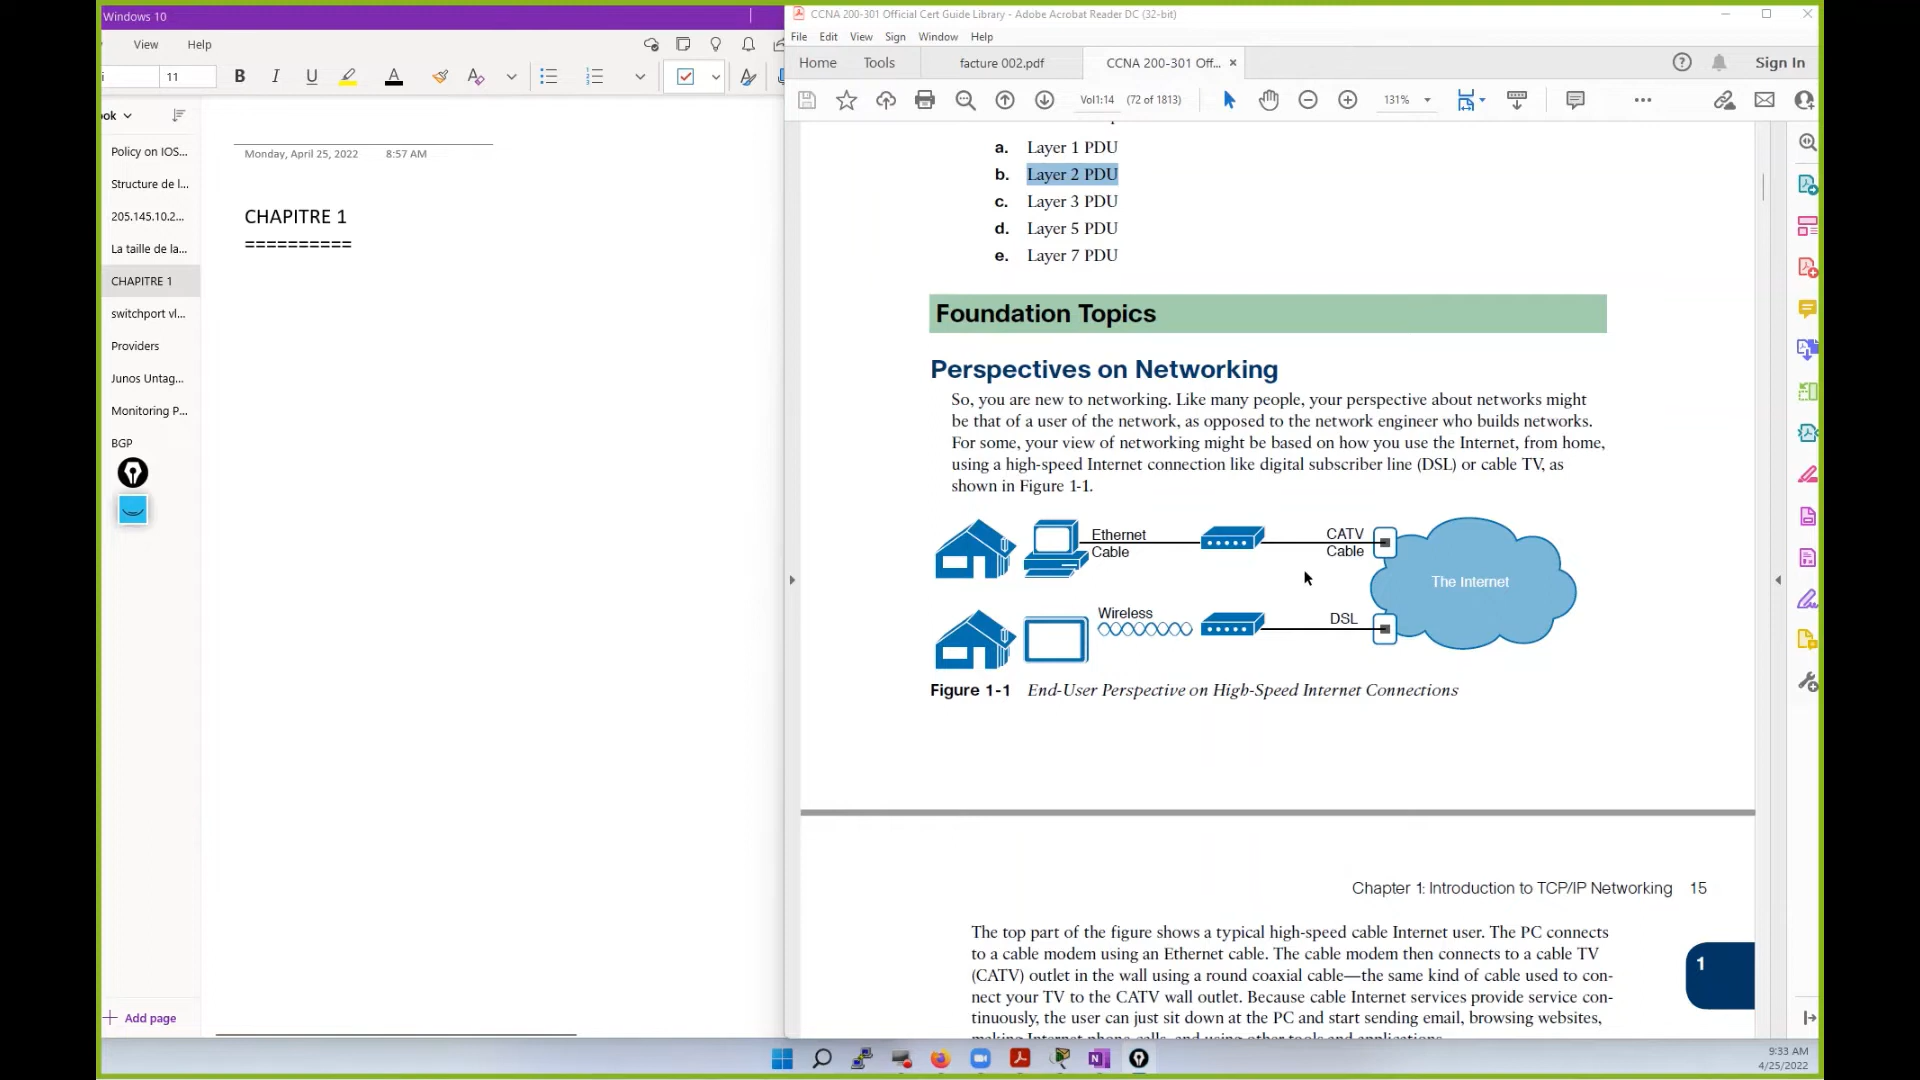 Windows 10
View Help
11 B I U A A
ok
Policy on IOS...
Structure de l...
205.145.10.2...
La taille de la...
CHAPITRE 1
switchport vl...
Providers
Junos Untag...
Monitoring P...
BGP
Add page
Monday, April 25, 2022 8:57 AM
CHAPITRE 1
==========
CCNA 200-301 Official Cert Guide Library - Adobe Acrobat Reader DC (32-bit)
File Edit View Sign Window Help
Home Tools facture 002.pdf CCNA 200-301 Off... × Sign In
Vol1:14 (72 of 1813) 131%
a. Layer 1 PDU
b. Layer 2 PDU
c. Layer 3 PDU
d. Layer 5 PDU
e. Layer 7 PDU
Foundation Topics
Perspectives on Networking
So, you are new to networking. Like many people, your perspective about networks might
be that of a user of the network, as opposed to the network engineer who builds networks.
For some, your view of networking might be based on how you use the Internet, from home,
using a high-speed Internet connection like digital subscriber line (DSL) or cable TV, as
shown in Figure 1-1.
Ethernet
Cable
CATV
Cable
The Internet
Wireless
DSL
Figure 1-1 End-User Perspective on High-Speed Internet Connections
Chapter 1: Introduction to TCP/IP Networking 15
The top part of the figure shows a typical high-speed cable Internet user. The PC connects
to a cable modem using an Ethernet cable. The cable modem then connects to a cable TV
(CATV) outlet in the wall using a round coaxial cable—the same kind of cable used to con-
nect your TV to the CATV wall outlet. Because cable Internet services provide service con-
tinuously, the user can just sit down at the PC and start sending email, browsing websites,
making Internet phone calls, and using other tools and applications.
1
9:33 AM
4/25/2022